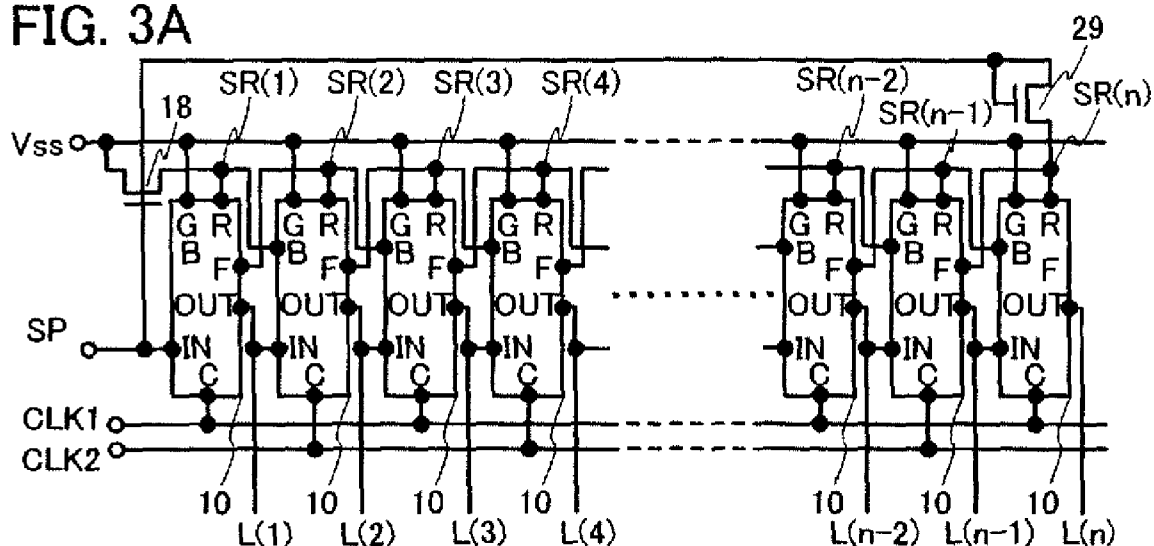 FIG. 3A
29
SR(1) SR(2) SR(3) SR(4) SR(n-2) SR(n-1) SR(n)
18
Vss
G R G R G R G R G R G R G R
B B B B B B B
F F F F F F F
OUT OUT OUT OUT OUT OUT OUT
SP
IN IN IN IN IN IN IN
C C C C C C C
CLK1
CLK2
10 10 10 10 10 10 10
L(1) L(2) L(3) L(4) L(n-2) L(n-1) L(n)